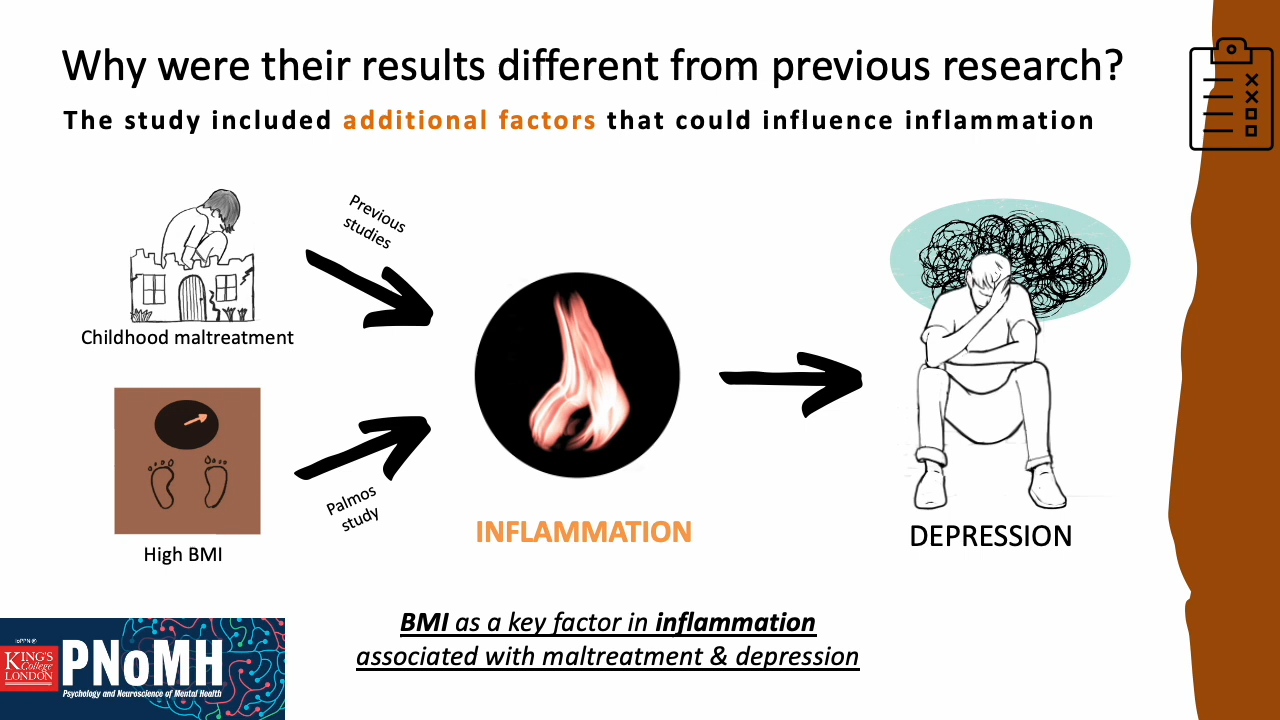 Why were their results different from previous research?
The study included additional factors that could influence inflammation
Previous
studies
Childhood maltreatment
Palmos
study
High BMI
INFLAMMATION
DEPRESSION
BMI as a key factor in inflammation
associated with maltreatment & depression
IoPPN
KING'S
College
LONDON
PNoMH
Psychology and Neuroscience of Mental Health